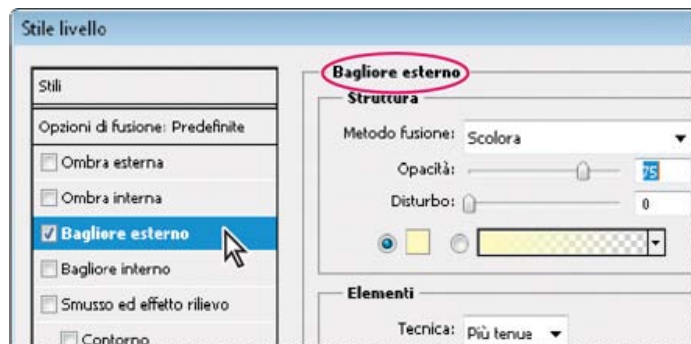 Stile livello
Stili
Opzioni di fusione: Predefinite
Ombra esterna
Ombra interna
Bagliore esterno
Bagliore interno
Smusso ed effetto rilievo
Contorno
Bagliore esterno
Struttura
Metodo fusione: Scolora
Opacità: 75
Disturbo: 0
Elementi
Tecnica: Più tenue